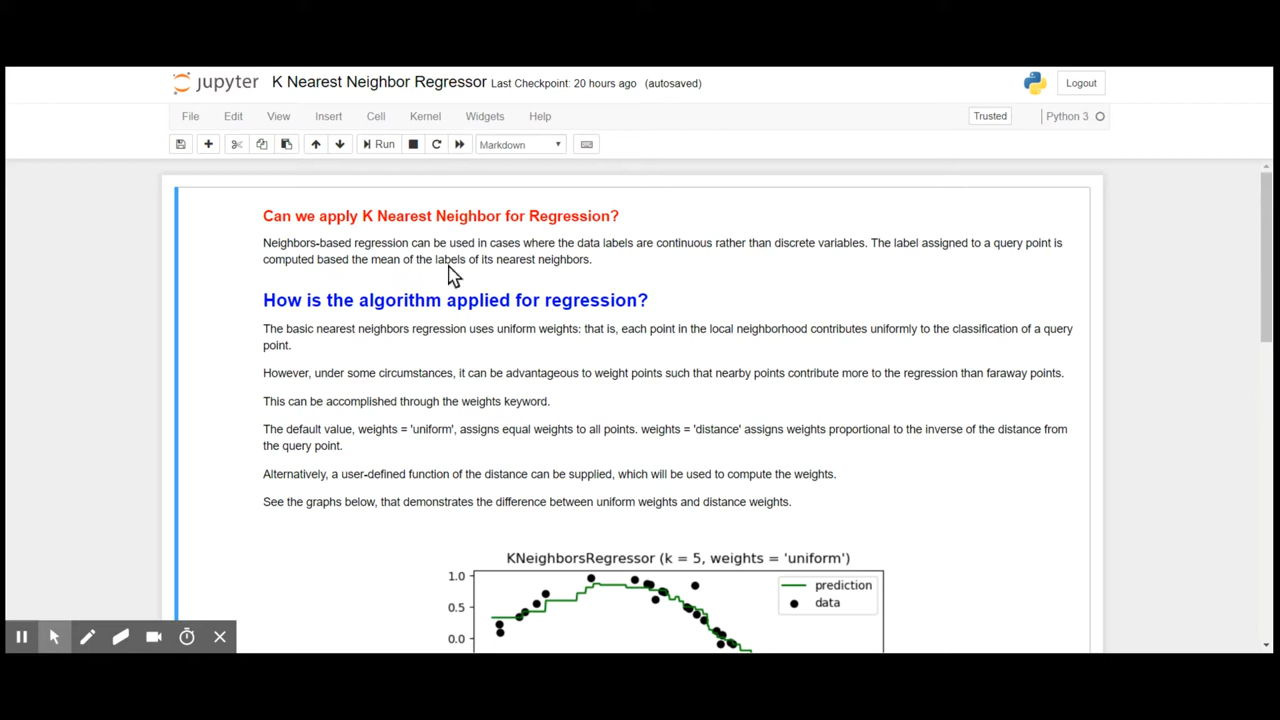 jupyter K Nearest Neighbor Regressor Last Checkpoint: 20 hours ago (autosaved) Logout
File Edit View Insert Cell Kernel Widgets Help Trusted Python 3
Run Markdown
Can we apply K Nearest Neighbor for Regression?
Neighbors-based regression can be used in cases where the data labels are continuous rather than discrete variables. The label assigned to a query point is
computed based the mean of the labels of its nearest neighbors.
How is the algorithm applied for regression?
The basic nearest neighbors regression uses uniform weights: that is, each point in the local neighborhood contributes uniformly to the classification of a query
point.
However, under some circumstances, it can be advantageous to weight points such that nearby points contribute more to the regression than faraway points.
This can be accomplished through the weights keyword.
The default value, weights = 'uniform', assigns equal weights to all points. weights = 'distance' assigns weights proportional to the inverse of the distance from
the query point.
Alternatively, a user-defined function of the distance can be supplied, which will be used to compute the weights.
See the graphs below, that demonstrates the difference between uniform weights and distance weights.
KNeighborsRegressor (k = 5, weights = 'uniform')
1.0
prediction
0.5
data
0.0